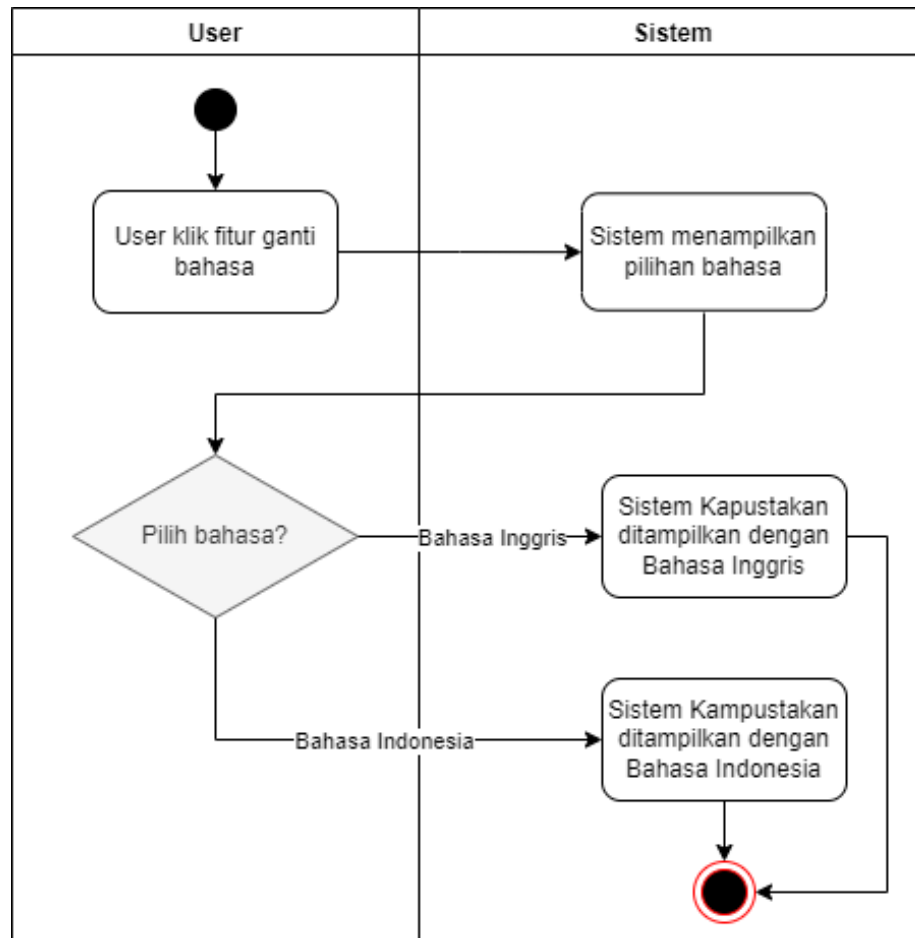 User
Sistem
User klik fitur ganti
bahasa
Sistem menampilkan
pilihan bahasa
Pilih bahasa?
Bahasa Inggris
Sistem Kapustakan
ditampilkan dengan
Bahasa Inggris
Bahasa Indonesia
Sistem Kampustakan
ditampilkan dengan
Bahasa Indonesia